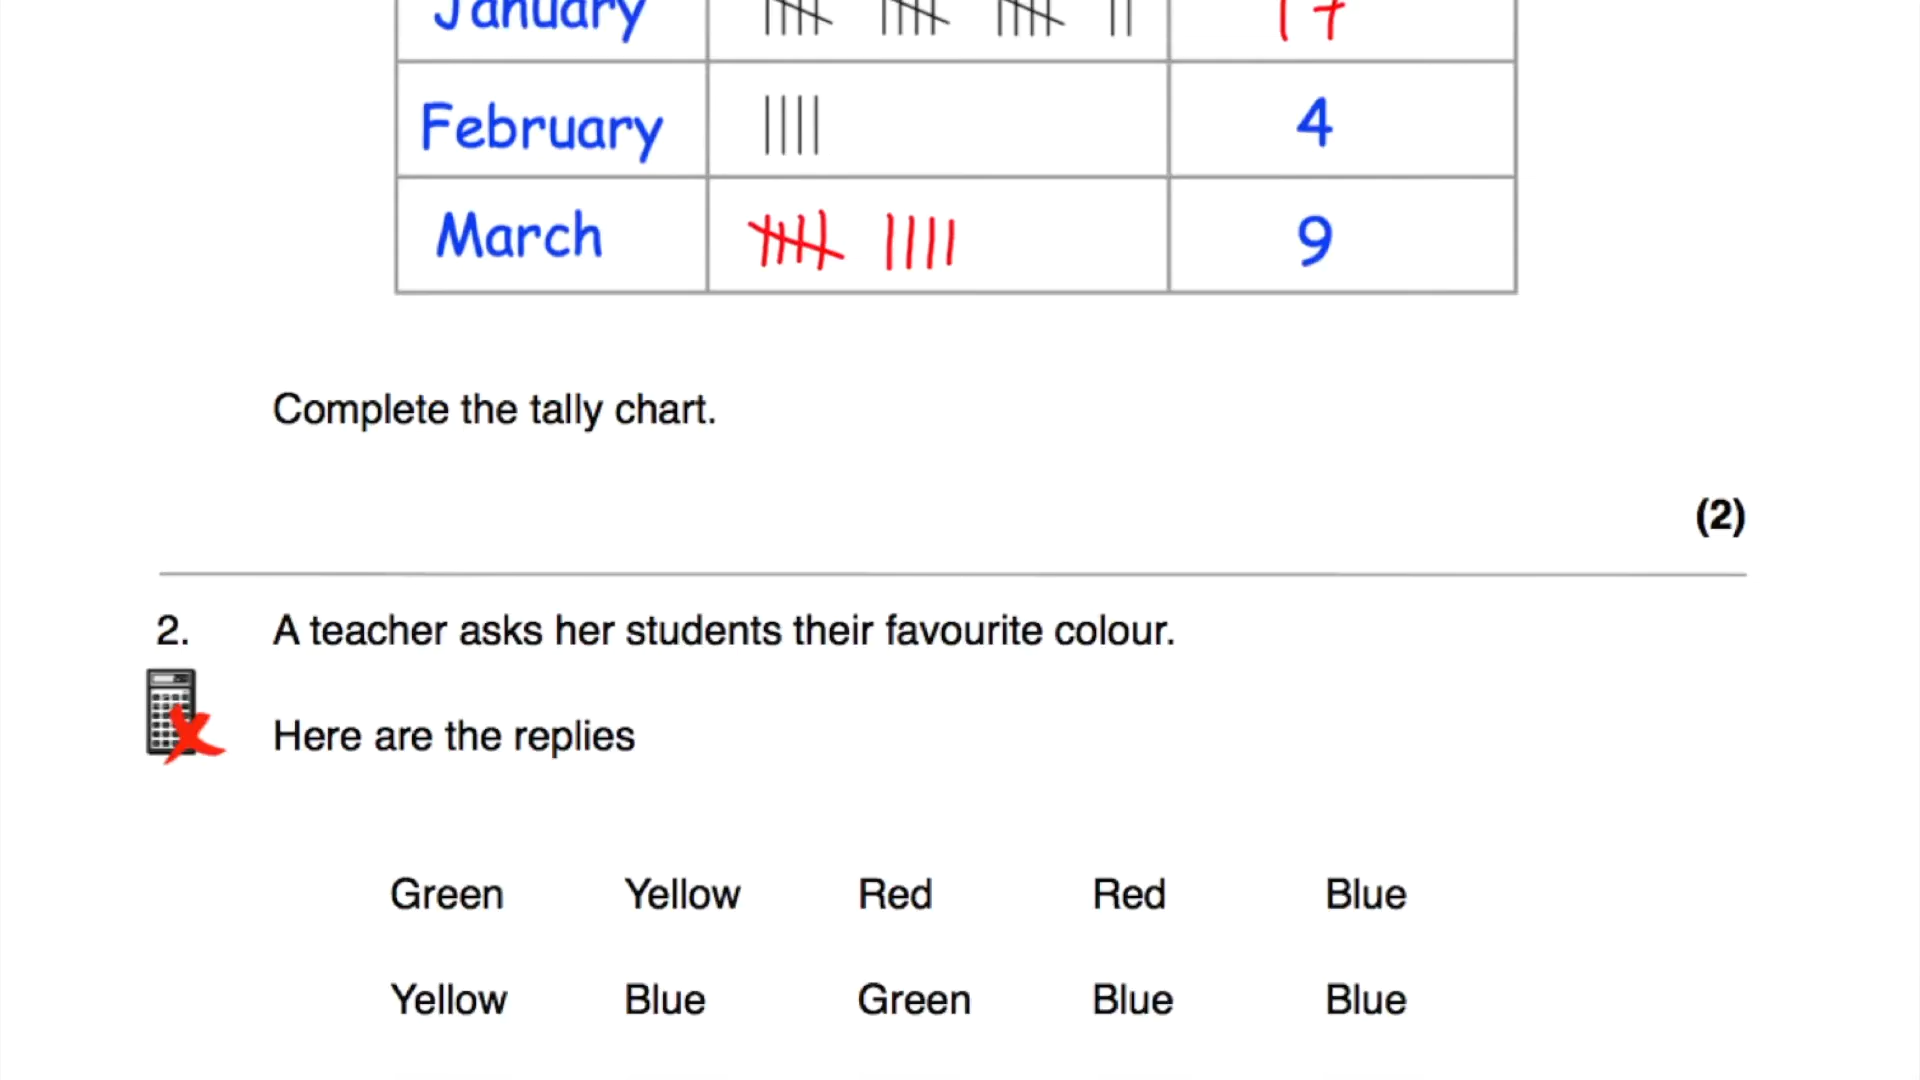 January 17
February 4
March 9
Complete the tally chart.
(2)
2. A teacher asks her students their favourite colour.
Here are the replies
Green Yellow Red Red Blue
Yellow Blue Green Blue Blue